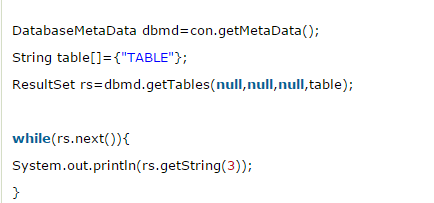 DatabaseMetaData dbmd=con.getMetaData();
String table[]={"TABLE"};
ResultSet rs=dbmd.getTables(null,null,null,table);
while(rs.next()){
System.out.println(rs.getString(3));
}